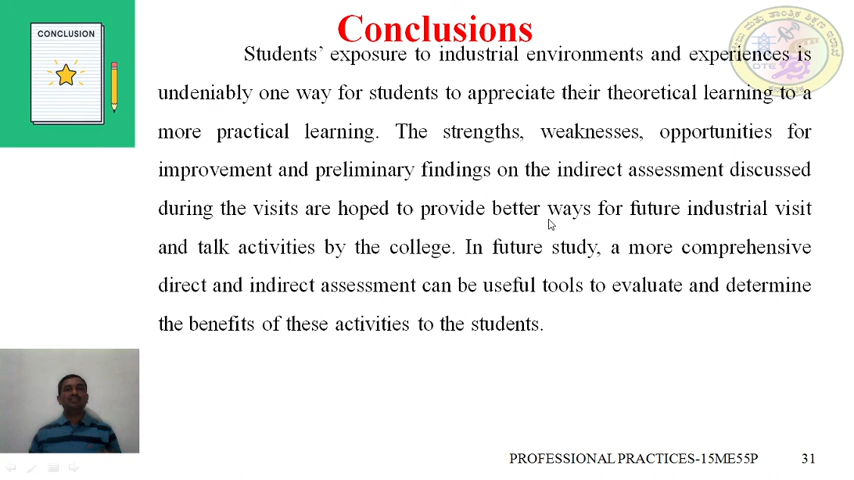 CONCLUSION
Conclusions
Students' exposure to industrial environments and experiences is
undeniably one way for students to appreciate their theoretical learning to a
more practical learning. The strengths, weaknesses, opportunities for
improvement and preliminary findings on the indirect assessment discussed
during the visits are hoped to provide better ways for future industrial visit
and talk activities by the college. In future study, a more comprehensive
direct and indirect assessment can be useful tools to evaluate and determine
the benefits of these activities to the students.
DTE
PROFESSIONAL PRACTICES-15ME55P
31